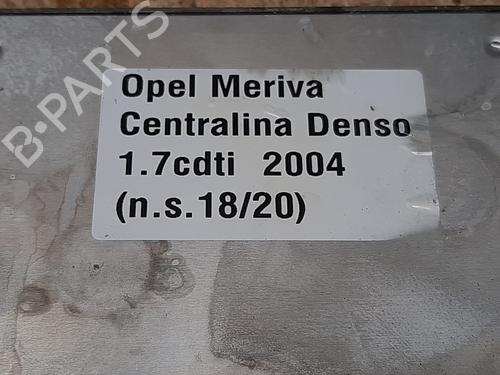 B-PARTS
Opel Meriva
Centralina Denso
1.7cdti 2004
(n.s.18/20)